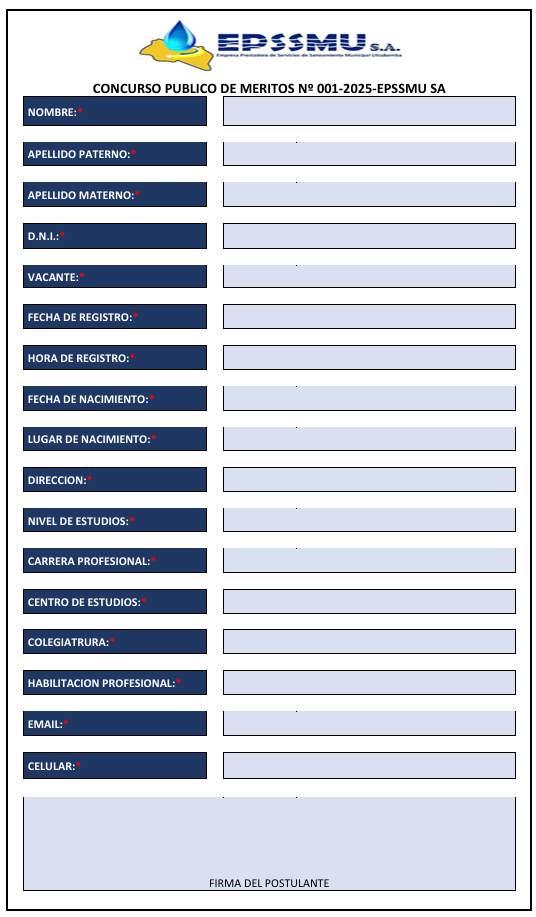 EPSSMU S.A.
Empresa Prestadora de Servicios de Saneamiento Municipal Utcubamba
CONCURSO PUBLICO DE MERITOS Nº 001-2025-EPSSMU SA
NOMBRE:*
APELLIDO PATERNO:*
APELLIDO MATERNO:*
D.N.I.:*
VACANTE:*
FECHA DE REGISTRO:*
HORA DE REGISTRO:*
FECHA DE NACIMIENTO:*
LUGAR DE NACIMIENTO:*
DIRECCION:*
NIVEL DE ESTUDIOS:*
CARRERA PROFESIONAL:*
CENTRO DE ESTUDIOS:*
COLEGIATRURA:*
HABILITACION PROFESIONAL:*
EMAIL:*
CELULAR:*
FIRMA DEL POSTULANTE